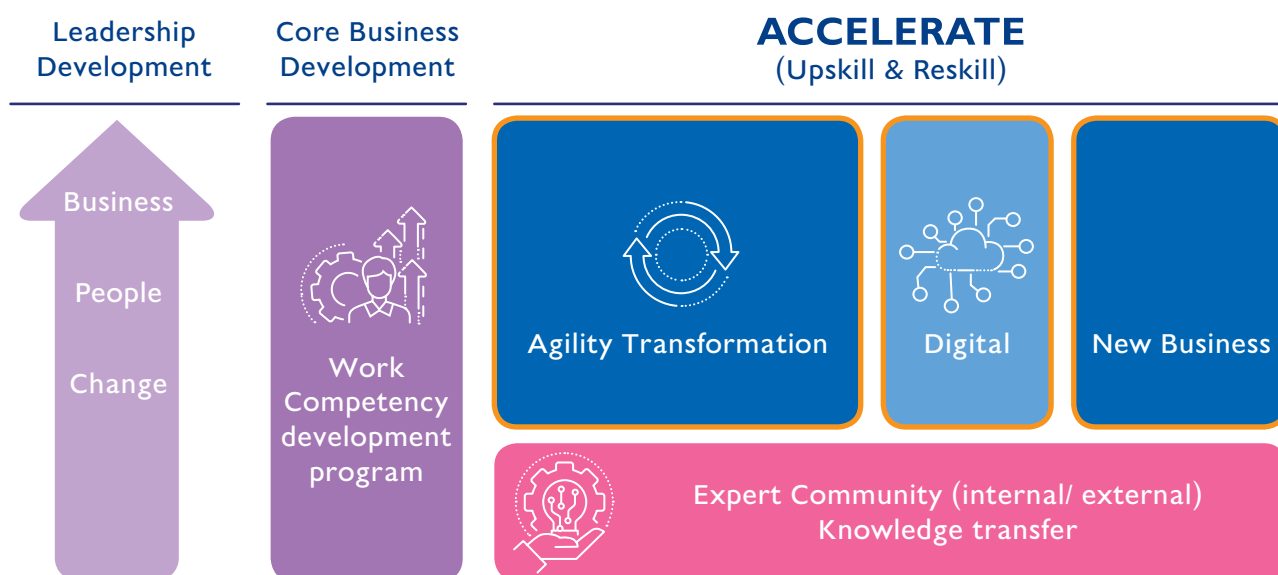 Leadership
Development
Business
People
Change
Core Business
Development
Work
Competency
development
program
ACCELERATE
(Upskill & Reskill)
Agility Transformation
Digital
New Business
Expert Community (internal/ external)
Knowledge transfer